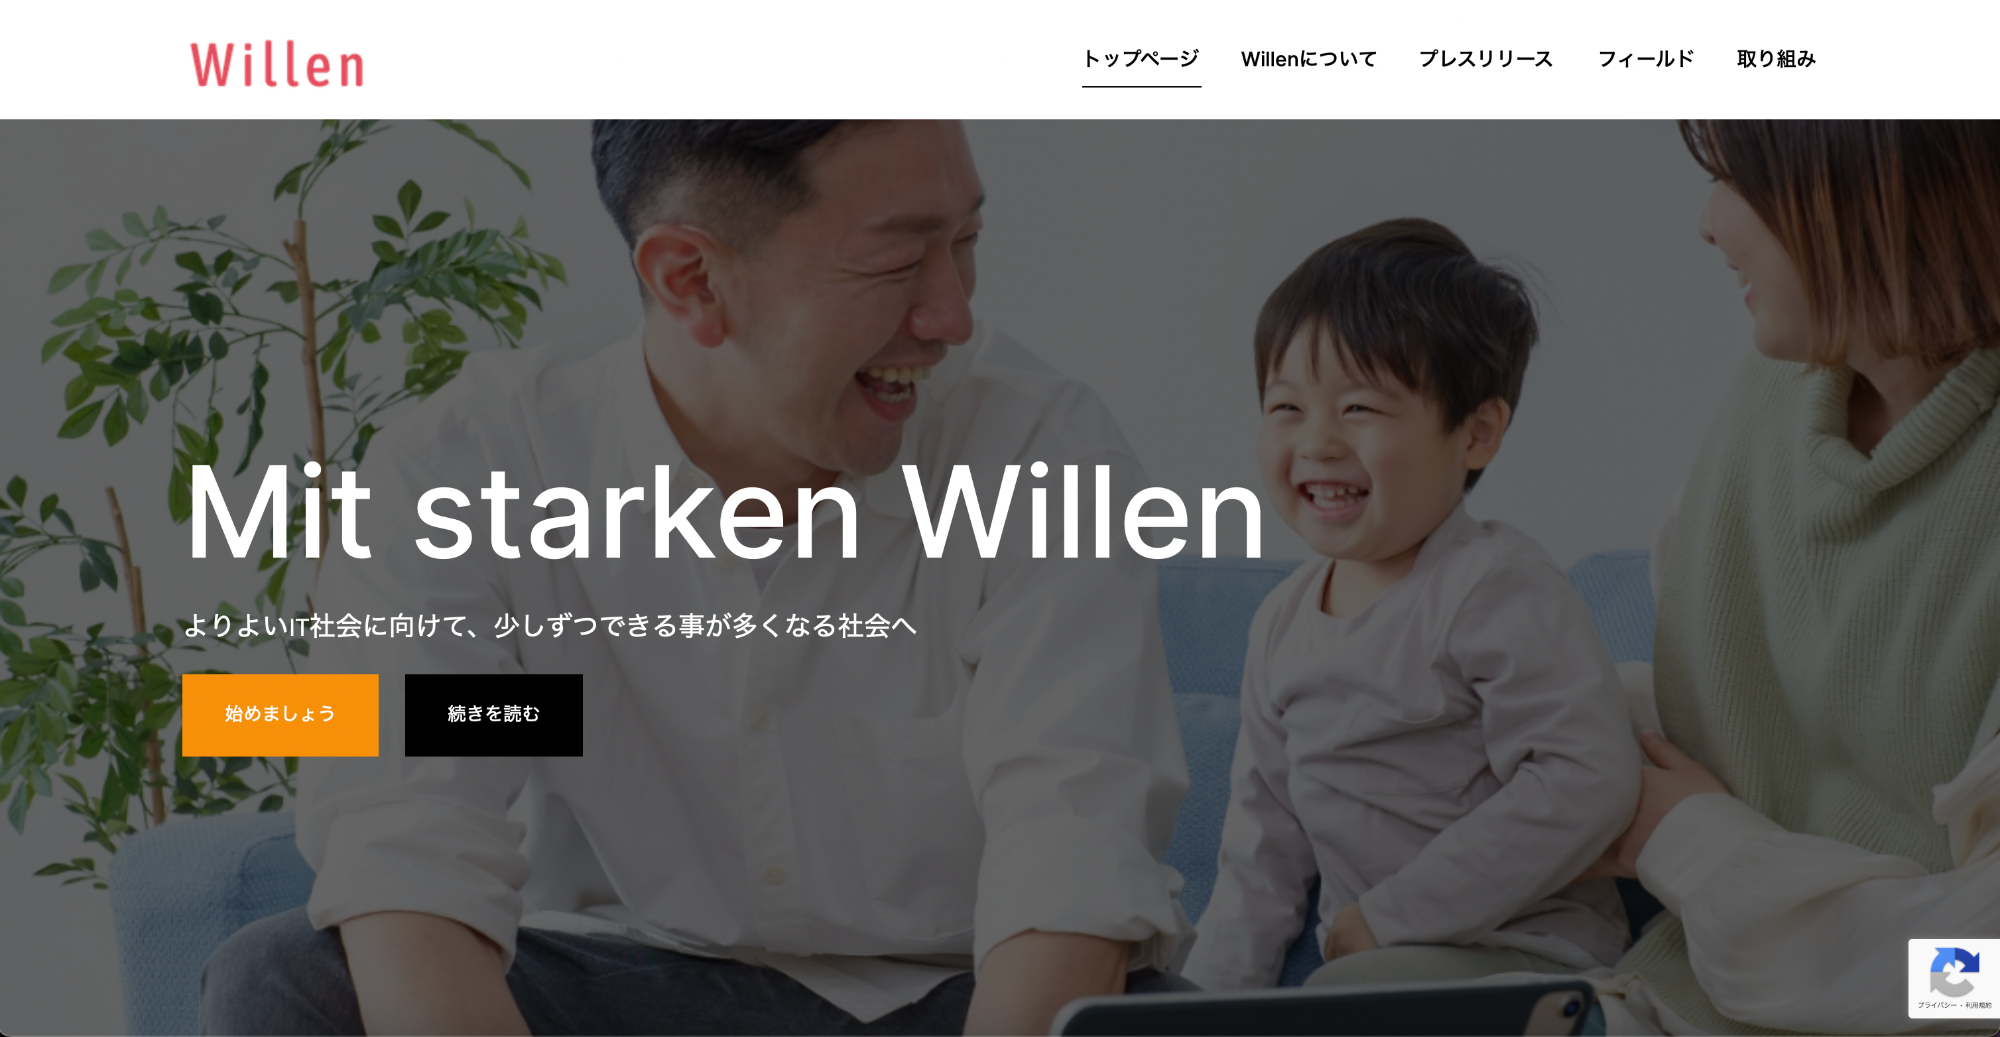 Willen
トップページ
Willenについて
プレスリリース
フィールド
取り組み
Mit starken Willen
よりよいIT社会に向けて、少しずつできる事が多くなる社会へ
始めましょう
続きを読む
プライバシー - 利用規約